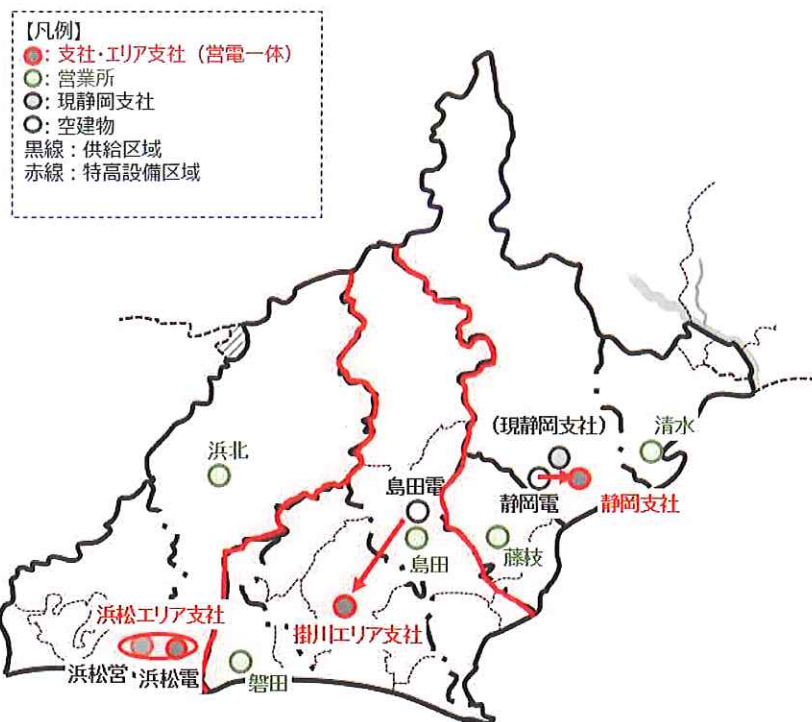 【凡例】
：支社・エリア支社（営電一体）
：営業所
：現静岡支社
：空建物
黒線：供給区域
赤線：特高設備区域
浜北
(現静岡支社)
清水
島田電
静岡電
静岡支社
島田
藤枝
浜松エリア支社
掛川エリア支社
浜松営・浜松電
磐田